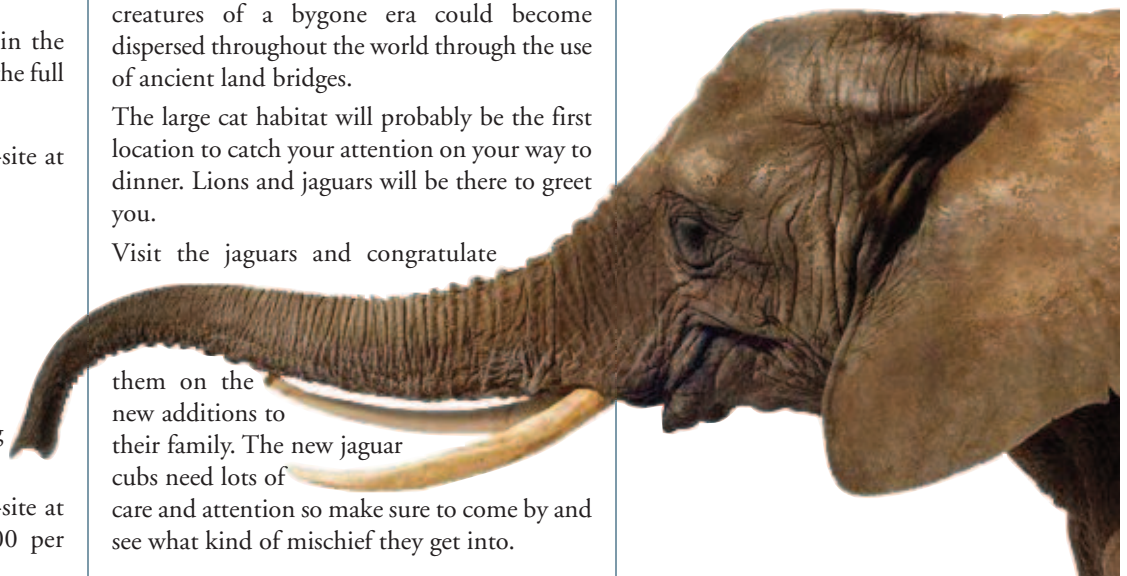 in the
he full
site at
site at
00 per
creatures of a bygone era could become
dispersed throughout the world through the use
of ancient land bridges.
The large cat habitat will probably be the first
location to catch your attention on your way to
dinner. Lions and jaguars will be there to greet
you.
Visit the jaguars and congratulate
them on the
new additions to
their family. The new jaguar
cubs need lots of
care and attention so make sure to come by and
see what kind of mischief they get into.